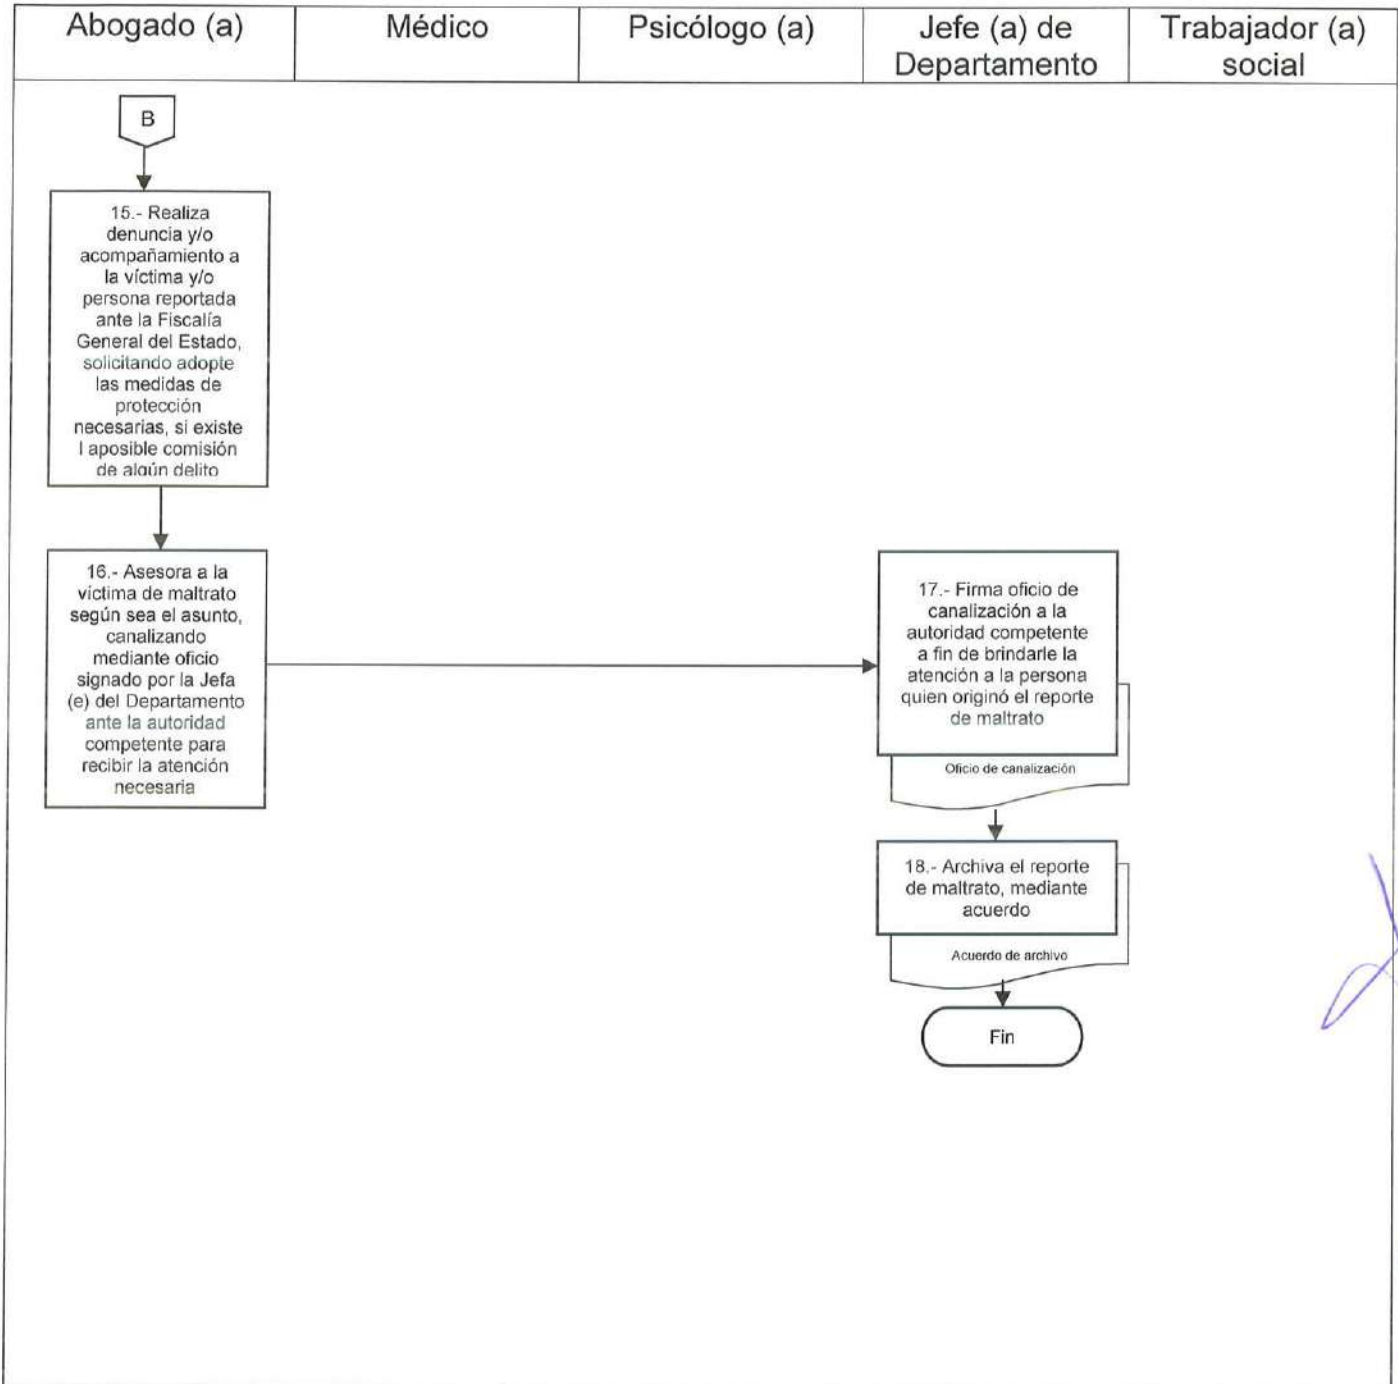 Abogado (a)
Médico
Psicólogo (a)
Jefe (a) de
Departamento
Trabajador (a)
social
B
15.- Realiza
denuncia y/o
acompañamiento a
la víctima y/o
persona reportada
ante la Fiscalía
General del Estado,
solicitando adopte
las medidas de
protección
necesarias, si existe
l aposible comisión
de algún delito
16.- Asesora a la
víctima de maltrato
según sea el asunto,
canalizando
mediante oficio
signado por la Jefa
(e) del Departamento
ante la autoridad
competente para
recibir la atención
necesaria
17.- Firma oficio de
canalización a la
autoridad competente
a fin de brindarle la
atención a la persona
quien originó el reporte
de maltrato
Oficio de canalización
18.- Archiva el reporte
de maltrato, mediante
acuerdo
Acuerdo de archivo
Fin